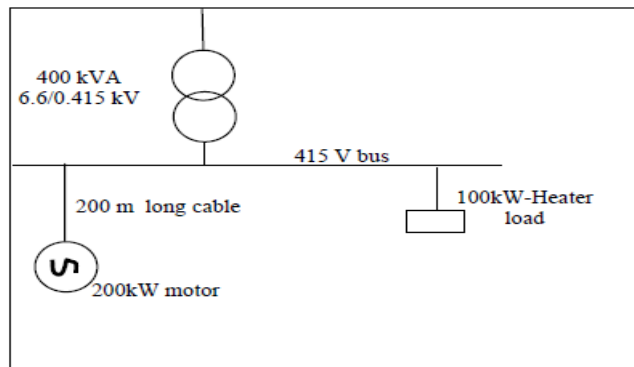 400 kVA
6.6/0.415 kV
415 V bus
200 m long cable
100kW-Heater
load
200kW motor